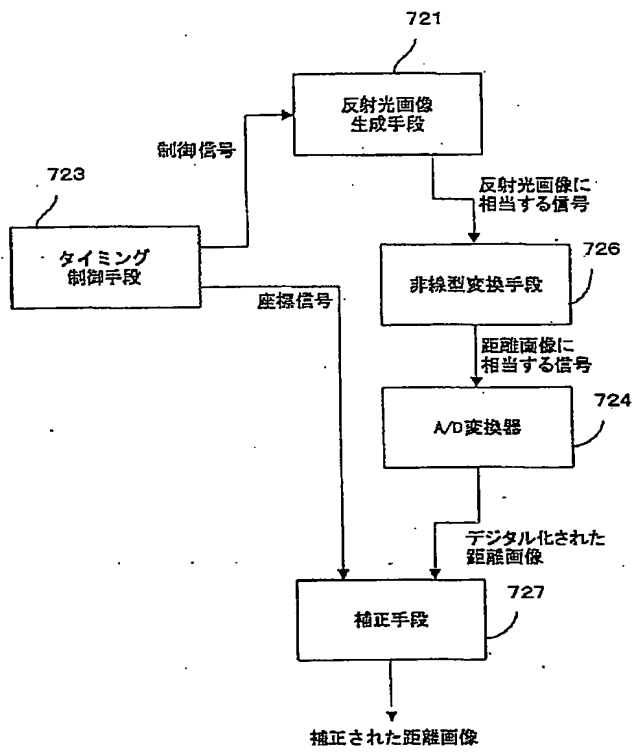 721
反射光画像
生成手段
制御信号
723
反射光画像に
相当する信号
タイミング
制御手段
726
座標信号
非線型変換手段
距離画像に
相当する信号
724
A/D変換器
デジタル化された
距離画像
727
補正手段
補正された距離画像